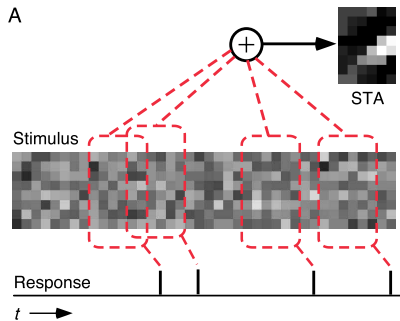 A
+
STA
Stimulus
Response
t